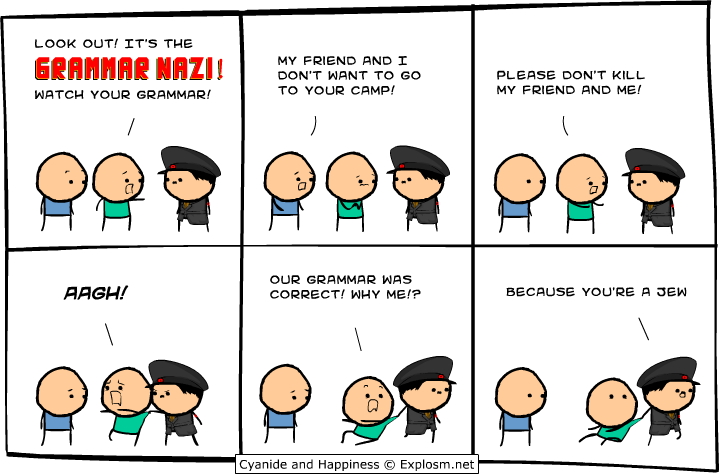 LOOK OUT! IT'S THE
GRAMMAR NAZI!
WATCH YOUR GRAMMAR!
MY FRIEND AND I
DON'T WANT TO GO
TO YOUR CAMP!
PLEASE DON'T KILL
MY FRIEND AND ME!
AAGH!
OUR GRAMMAR WAS
CORRECT! WHY ME!?
BECAUSE YOU'RE A JEW
Cyanide and Happiness © Explosm.net